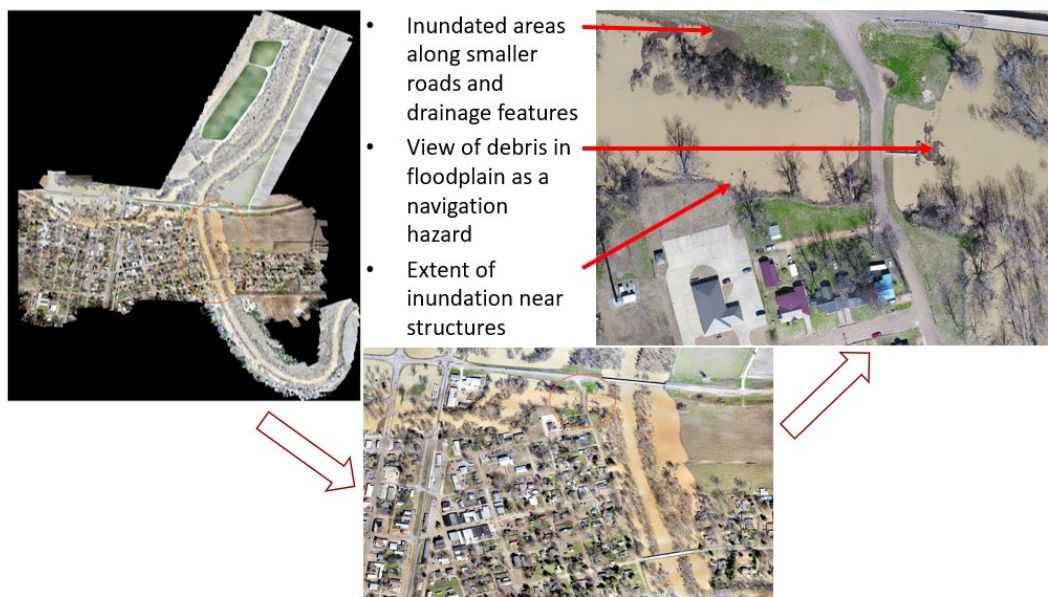 • Inundated areas
along smaller
roads and
drainage features
• View of debris in
floodplain as a
navigation
hazard
• Extent of
inundation near
structures